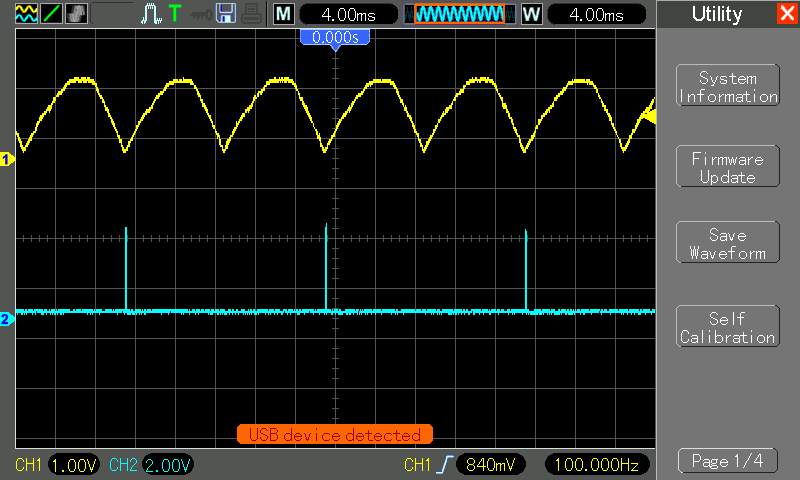 T M 4.00ms W 4.00ms Utility
0.000s
System
Information
Firmware
Update
Save
Waveform
Self
Calibration
1
2
USB device detected
CH1 1.00V CH2 2.00V CH1 840mV 100.000Hz Page 1/4